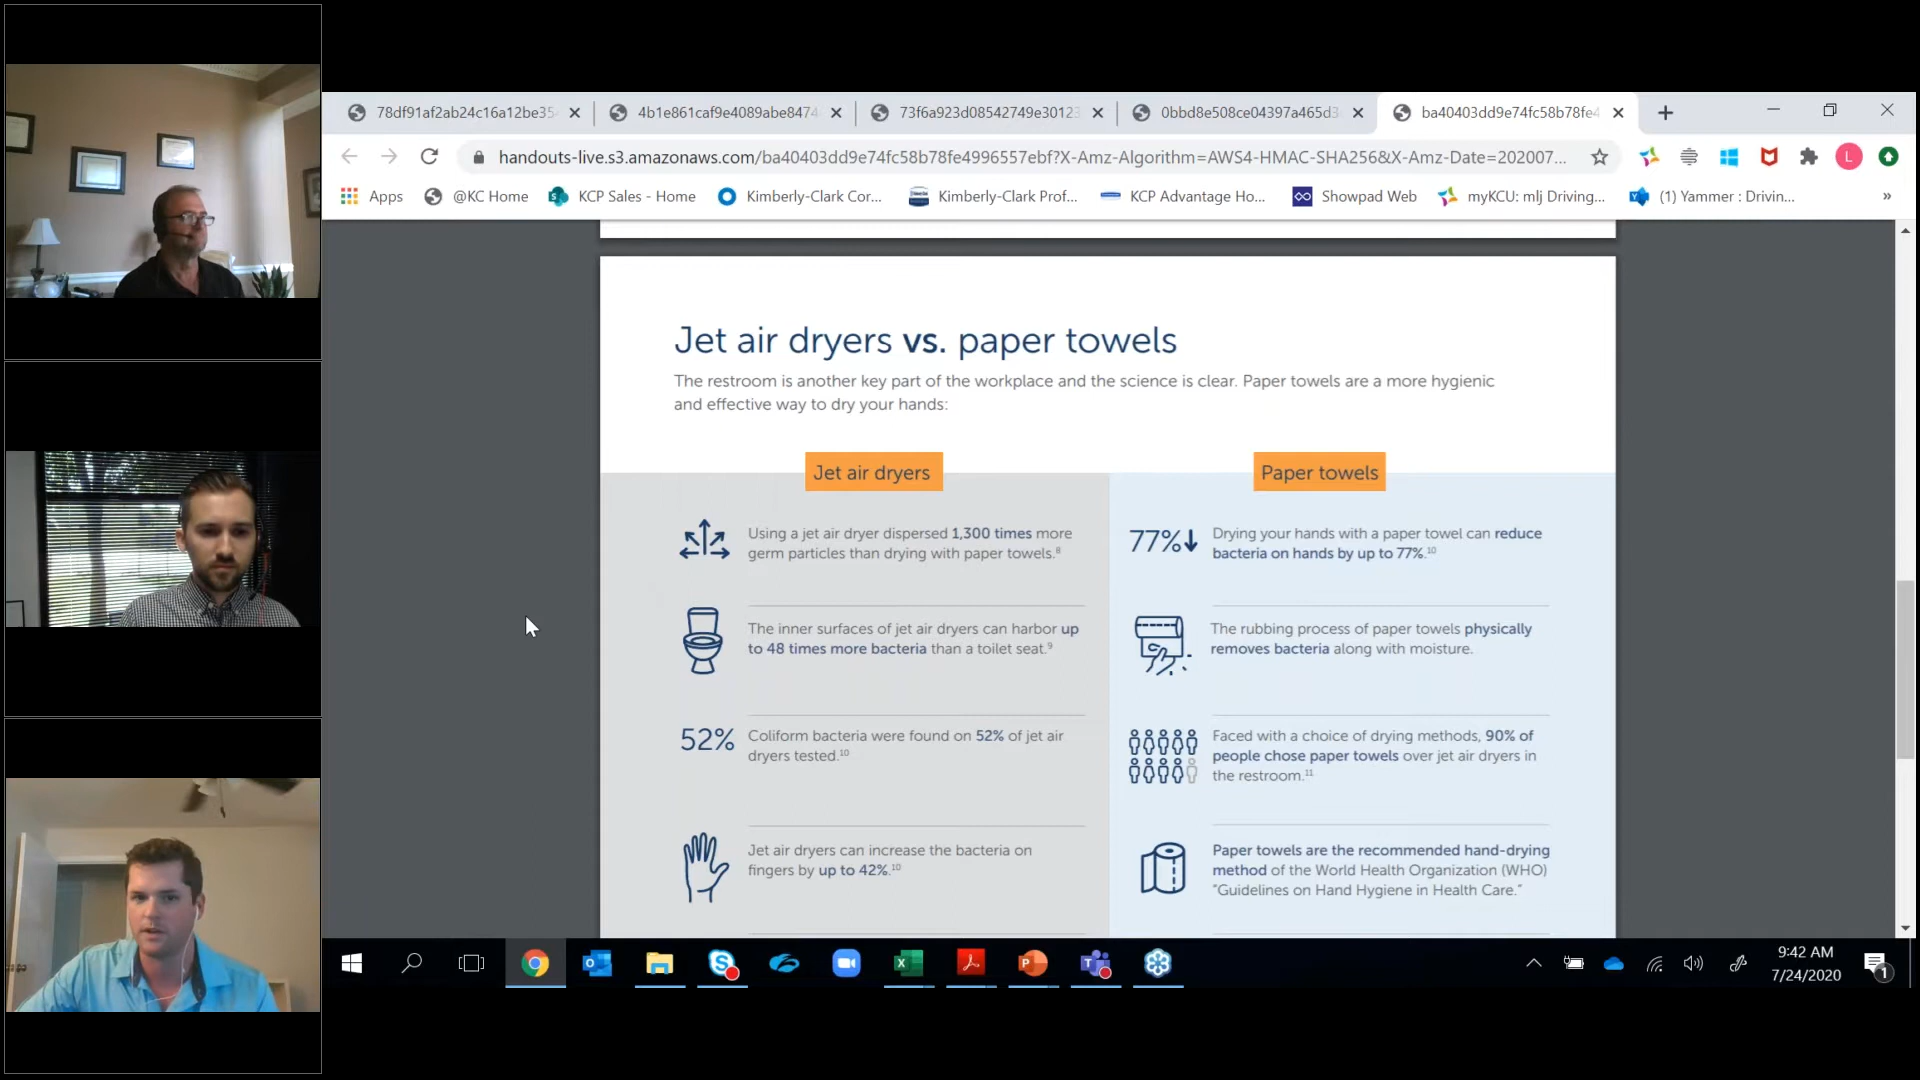 78df91af2ab24c16a12be35
4b1e861caf9e4089abe8474
73f6a923d08542749e30123
0bbd8e508ce04397a465d3
ba40403dd9e74fc58b78fe4
handouts-live.s3.amazonaws.com/ba40403dd9e74fc58b78fe4996557ebf?X-Amz-Algorithm=AWS4-HMAC-SHA256&X-Amz-Date=202007...
L
Apps
@KC Home
KCP Sales - Home
Kimberly-Clark Cor...
Kimberly-Clark Prof...
KCP Advantage Ho...
Showpad Web
myKCU: mlj Driving...
(1) Yammer : Drivin...
»
Jet air dryers vs. paper towels
The restroom is another key part of the workplace and the science is clear. Paper towels are a more hygienic
and effective way to dry your hands:
Jet air dryers
Using a jet air dryer dispersed 1,300 times more
germ particles than drying with paper towels.⁸
The inner surfaces of jet air dryers can harbor up
to 48 times more bacteria than a toilet seat.⁹
52%
Coliform bacteria were found on 52% of jet air
dryers tested.¹⁰
Jet air dryers can increase the bacteria on
fingers by up to 42%.¹⁰
Paper towels
77%↓
Drying your hands with a paper towel can reduce
bacteria on hands by up to 77%.¹⁰
The rubbing process of paper towels physically
removes bacteria along with moisture.
Faced with a choice of drying methods, 90% of
people chose paper towels over jet air dryers in
the restroom.¹¹
Paper towels are the recommended hand-drying
method of the World Health Organization (WHO)
"Guidelines on Hand Hygiene in Health Care."
9:42 AM
7/24/2020
1